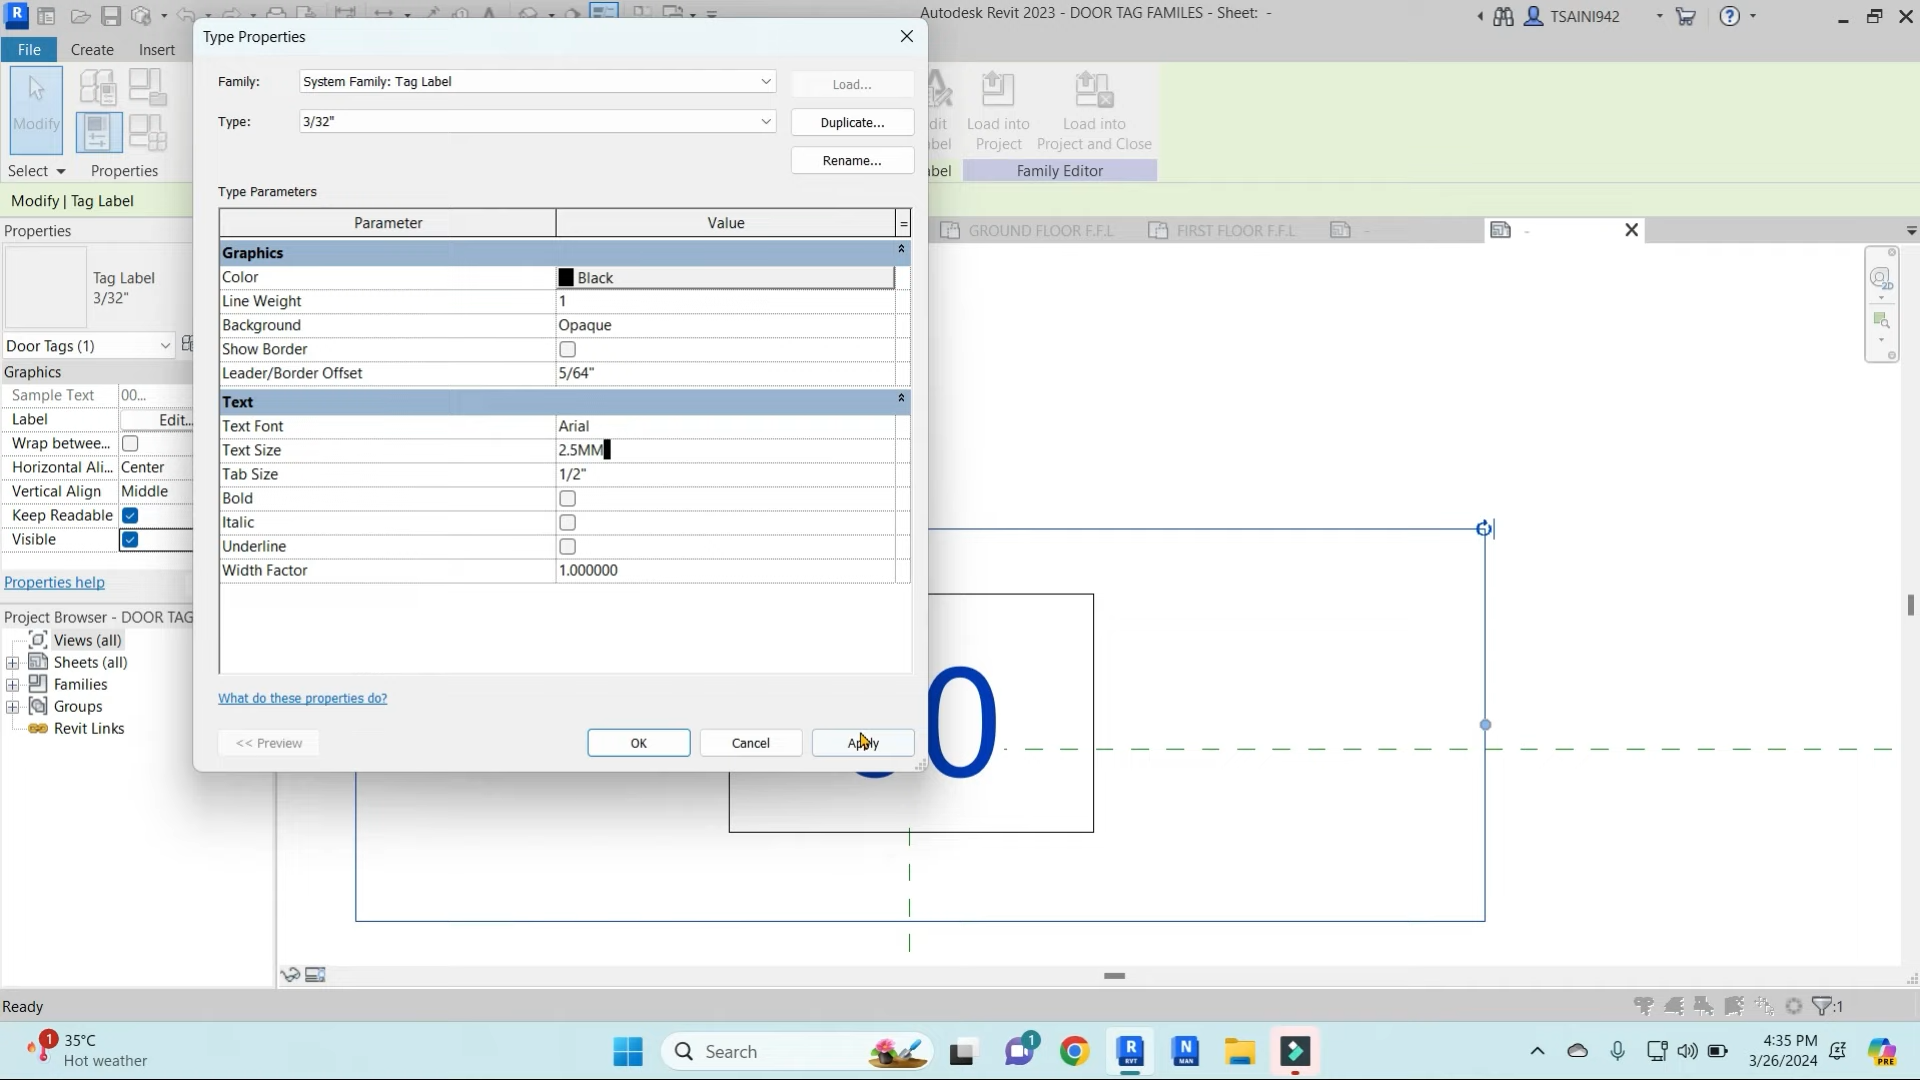 Autodesk Revit 2023 - DOOR TAG FAMILES - Sheet:  -
TSAINI942
File
Create
Insert
Modify
Select
Properties
Load into
Project
Load into
Project and Close
Family Editor
Modify | Tag Label
Properties
Tag Label
3/32"
Door Tags (1)
Graphics
Sample Text 00...
Label Edit...
Wrap betwee...
Horizontal Ali... Center
Vertical Align Middle
Keep Readable
Visible
Properties help
Project Browser - DOOR TAG
Views (all)
Sheets (all)
Families
Groups
Revit Links
Type Properties
Family: System Family: Tag Label
Load...
Type: 3/32"
Duplicate...
Rename...
Type Parameters
Parameter Value =
Graphics
Color Black
Line Weight 1
Background Opaque
Show Border
Leader/Border Offset 5/64"
Text
Text Font Arial
Text Size 2.5MM
Tab Size 1/2"
Bold
Italic
Underline
Width Factor 1.000000
What do these properties do?
<< Preview
OK
Cancel
Apply
GROUND FLOOR F.F.L
FIRST FLOOR F.F.L
-
-
2D
0
Ready
:1
1
35°C
Hot weather
Search
1
R
RVT
N
MAN
4:35 PM
3/26/2024
PRE